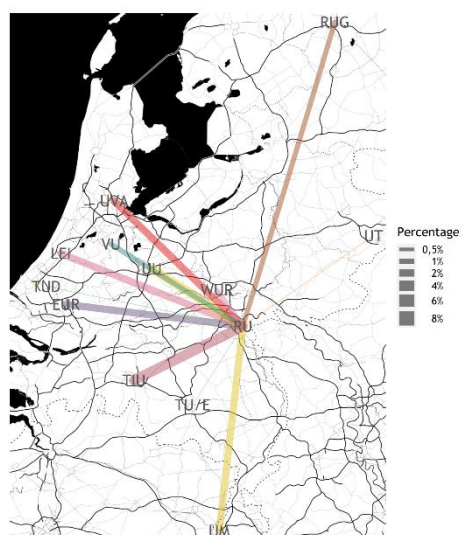 RUG
UVA
VU
LEI
UU
UT
WUR
TUD
EUR
RU
TIU
TU/E
UM
Percentage
0,5%
1%
2%
4%
6%
8%